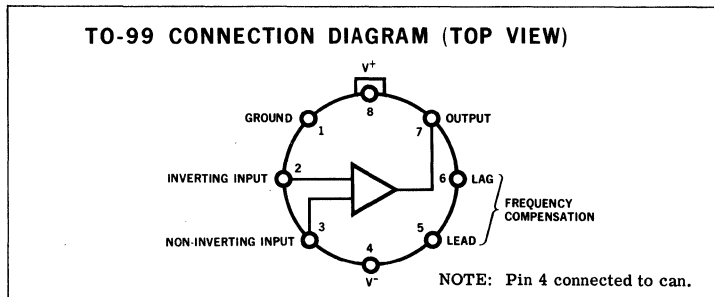 TO-99 CONNECTION DIAGRAM (TOP VIEW)
V+
8
GROUND
1
OUTPUT
7
INVERTING INPUT
2
6
LAG
FREQUENCY
COMPENSATION
3
NON-INVERTING INPUT
5
LEAD
4
V-
NOTE: Pin 4 connected to can.